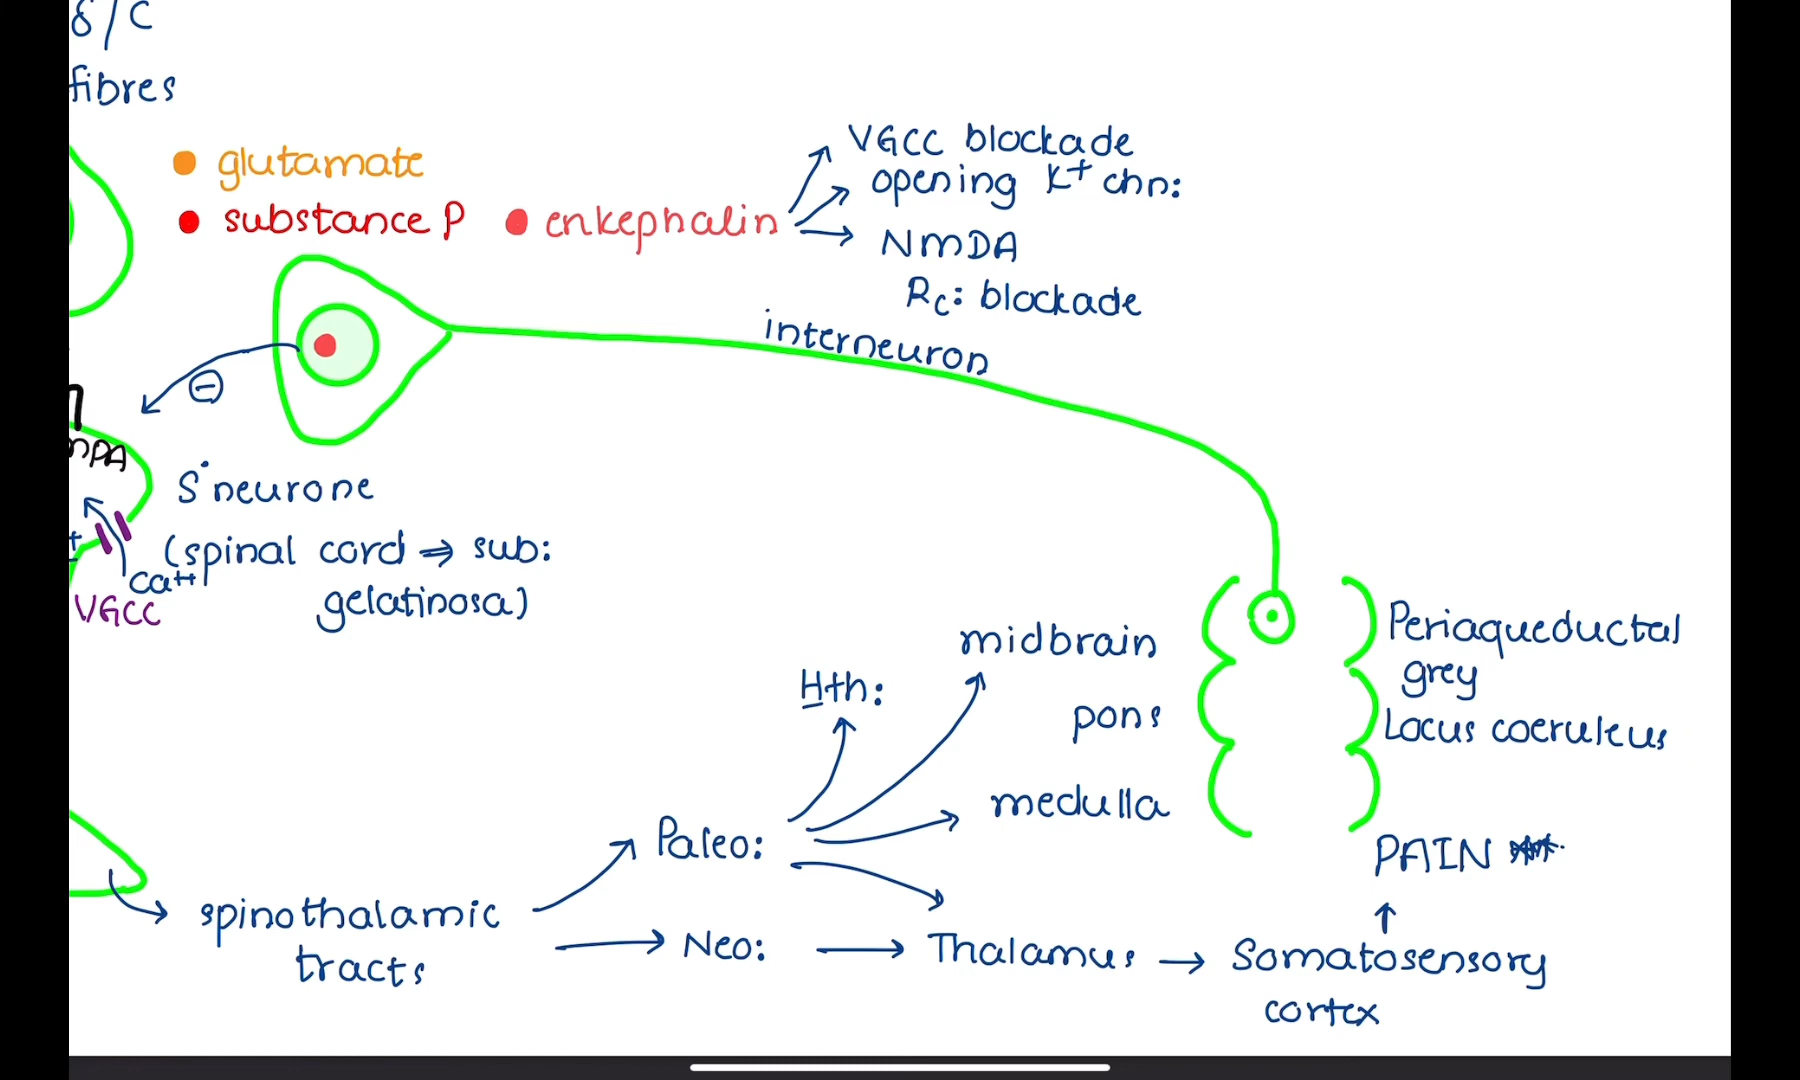 δ/C
fibres
glutamate
substance P
enkephalin
VGCC blockade
opening K+ chn:
NMDA
Rc: blockade
interneuron
S° neurone
(spinal cord ⇒ sub:
gelatinosa)
Ca++
VGCC
Hth:
midbrain
pons
medulla
Periaqueductal
grey
Locus coeruleus
Paleo:
spinothalamic
tracts
Neo:
Thalamus → Somatosensory
cortex
PAIN